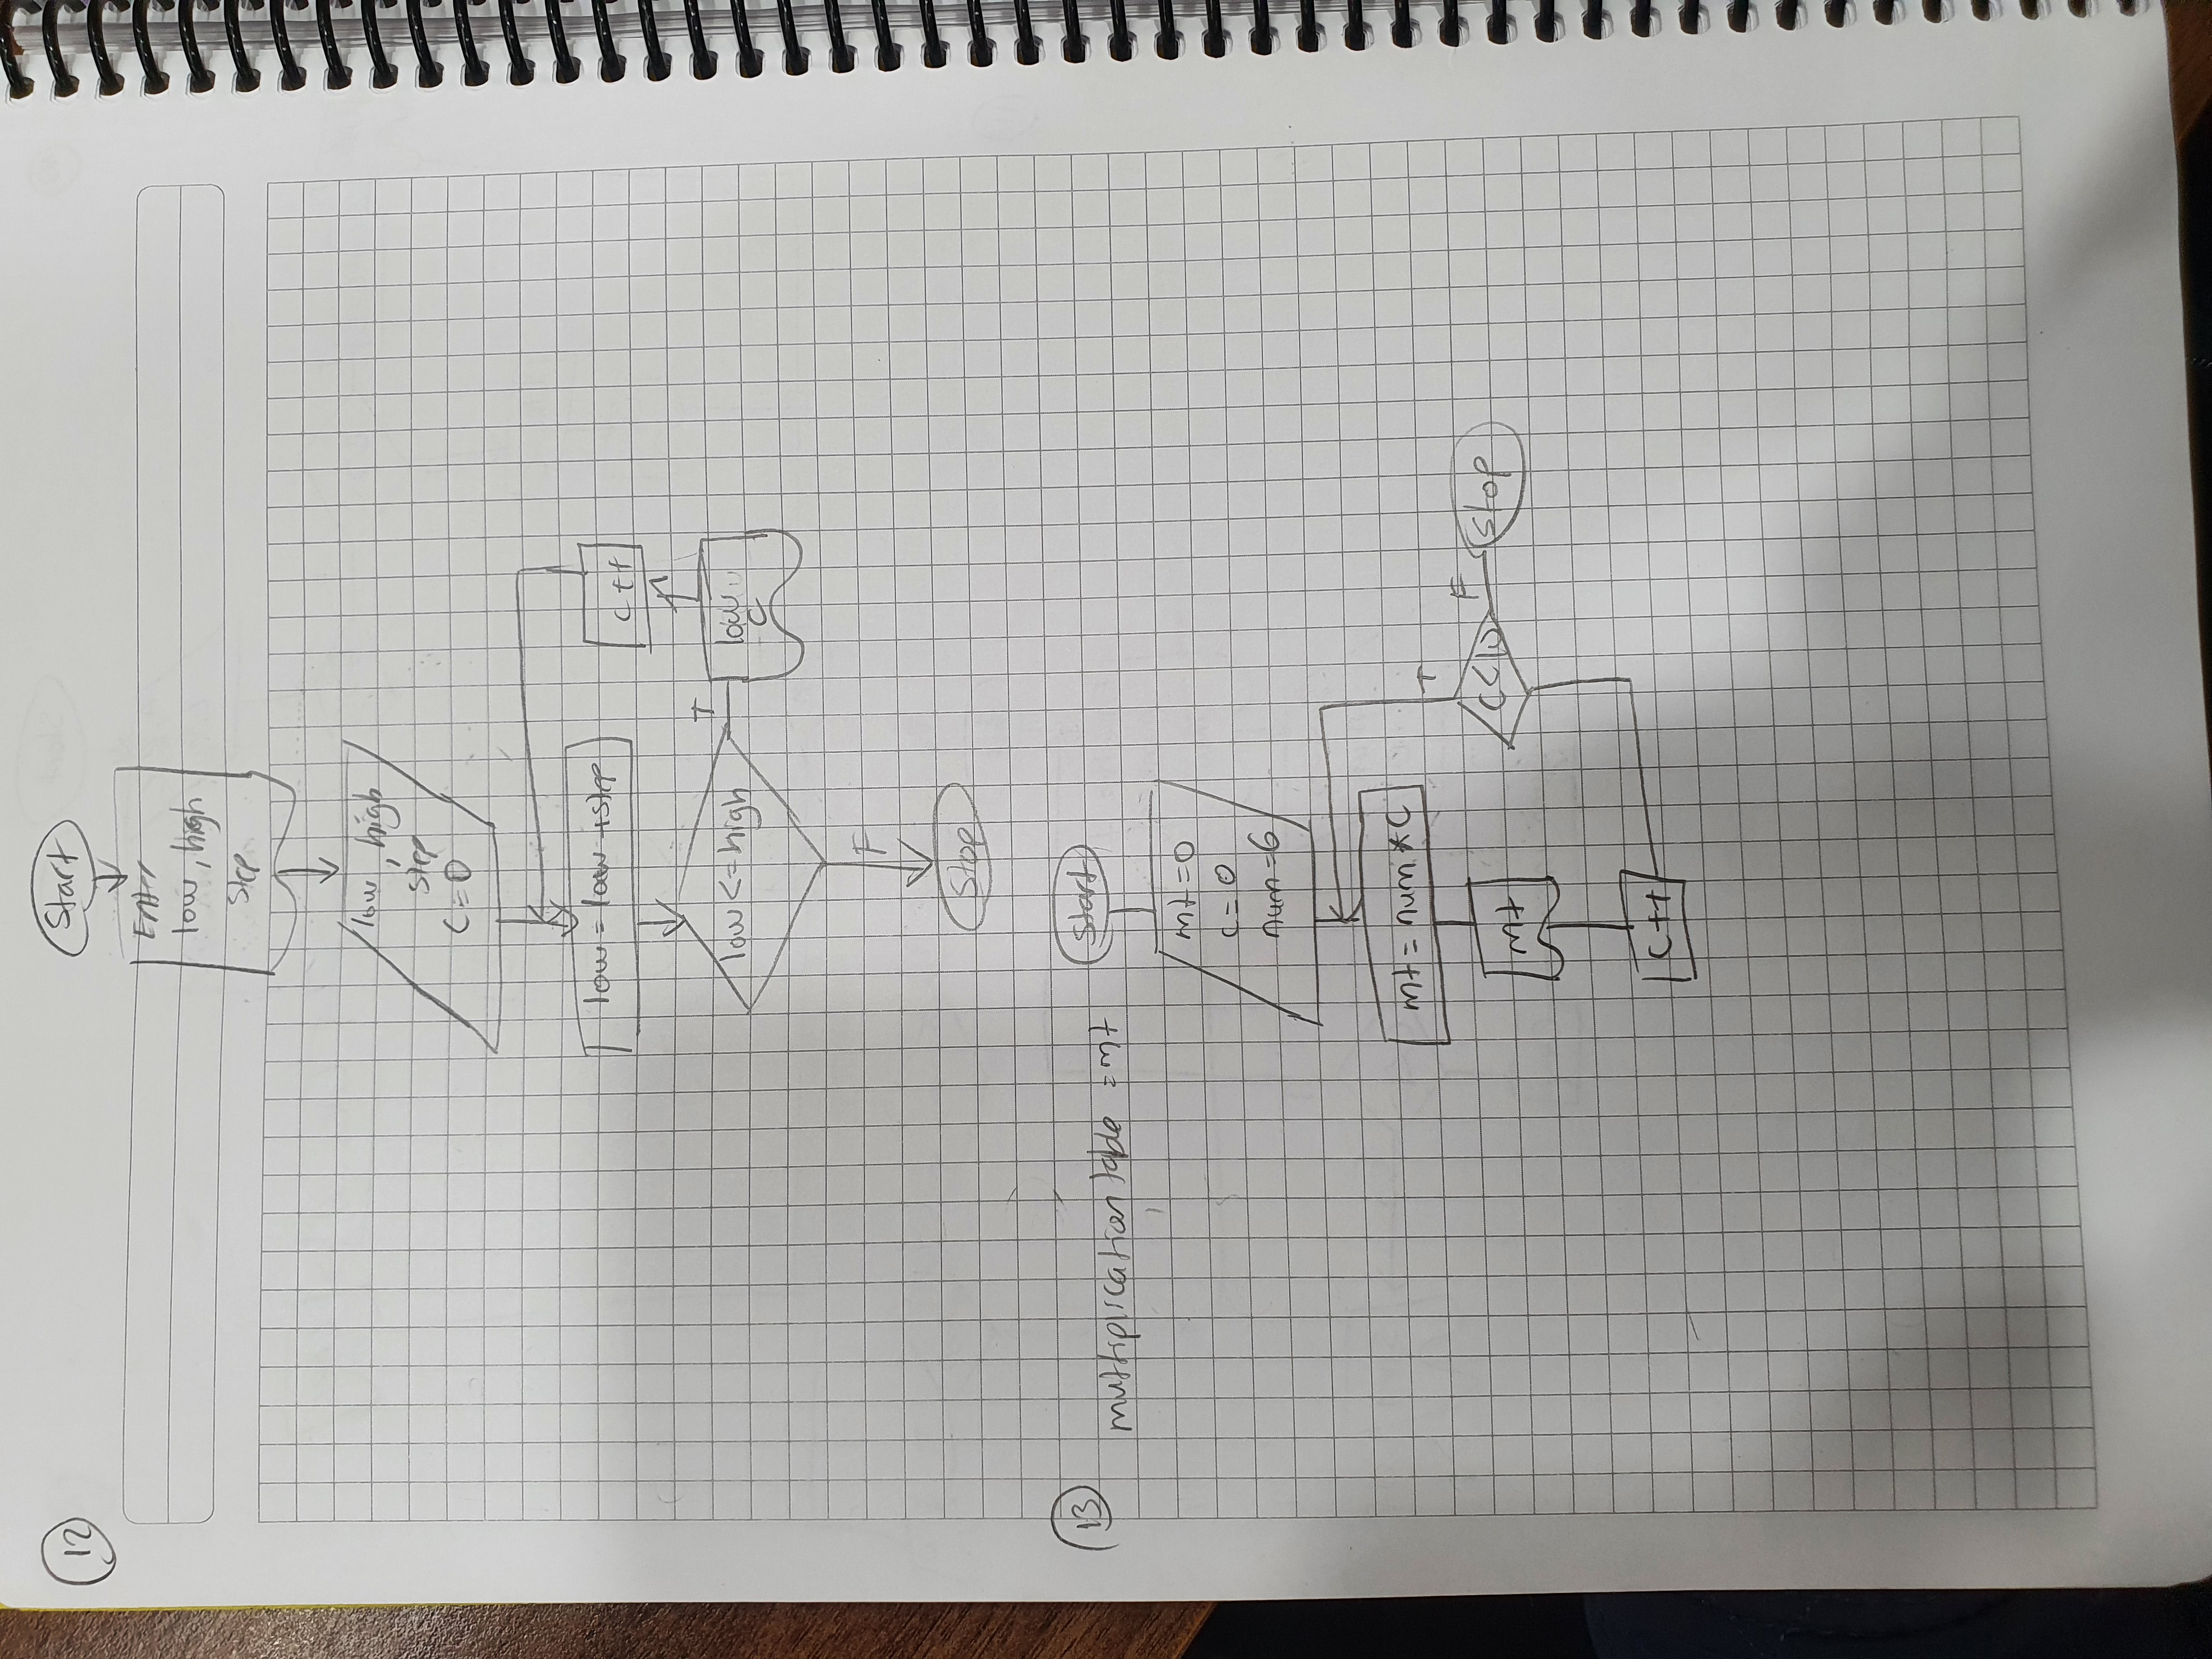 12
Start
Enter
low, high
step
low, high
step
c=0
low = low + step
c++
low <= high
T
low
c
F
Stop
13
Start
multiplication table = mt
mt=0
c=0
num=6
mt = num * c
T
mt
c<10
F
Stop
c++